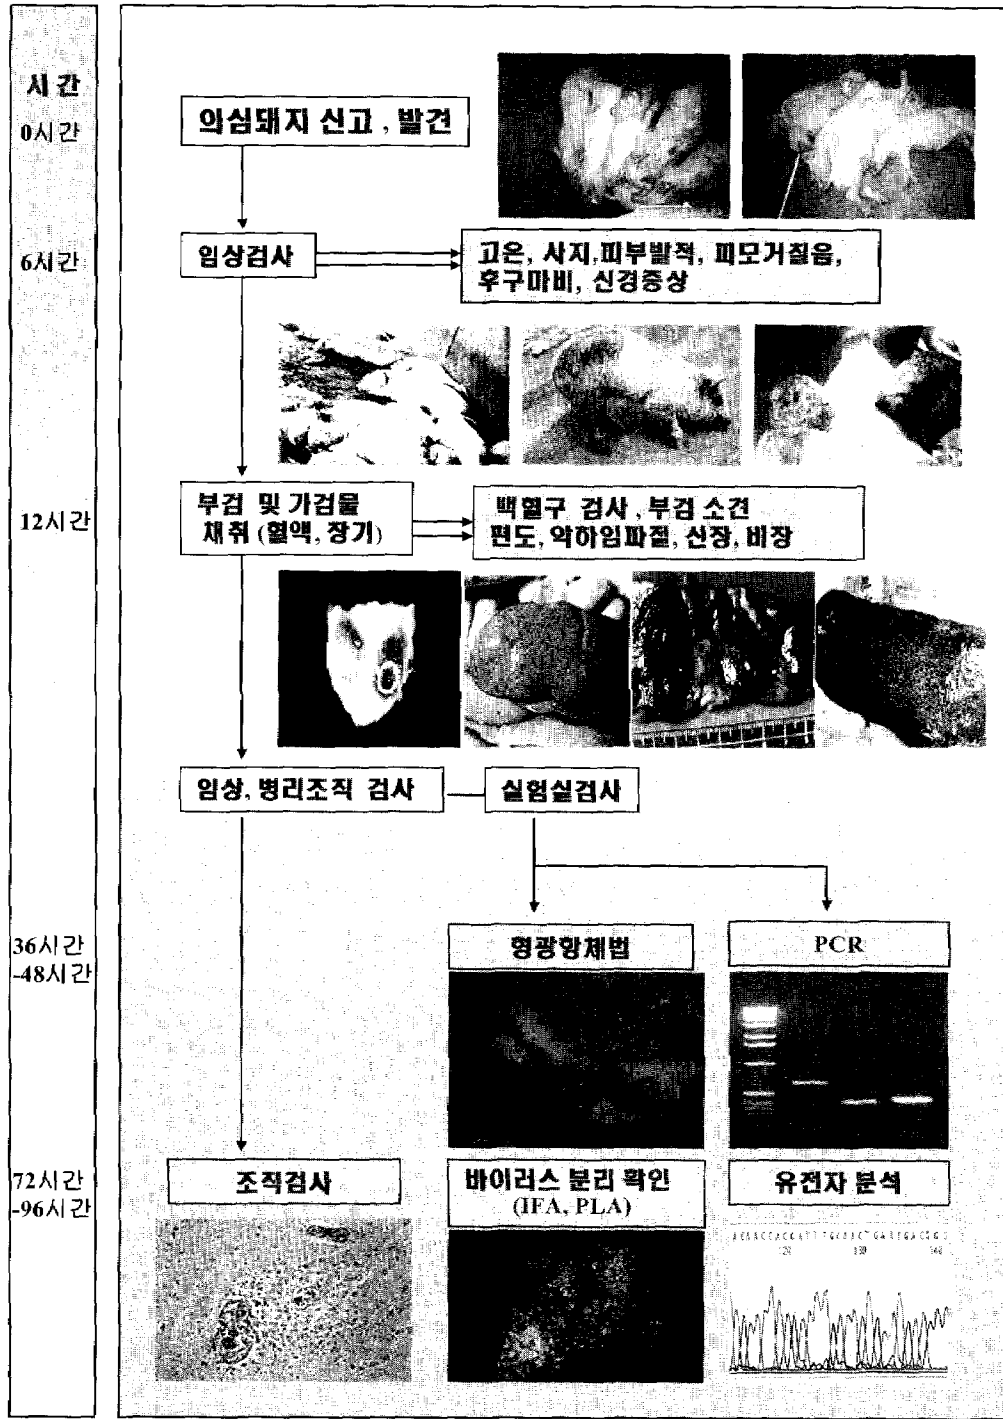 시 간
0시간
의심돼지 신고 , 발견
6시간
임상검사
고온, 사지,피부발적, 피모거칠음,
후구마비, 신경증상
12시간
부검 및 가검물
채취 (혈액, 장기)
백혈구 검사 , 부검 소견
편도, 악하임파절, 신장, 비장
임상, 병리조직 검사
실험실검사
36시간
-48시간
형광항체법
PCR
72시간
-96시간
조직검사
바이러스 분리 확인
(IFA, PLA)
유전자 분석
120 130 140